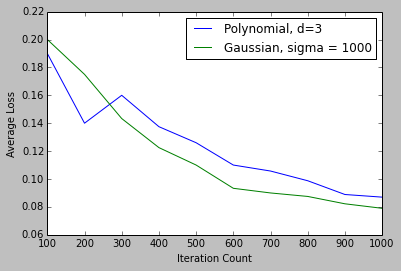 0.22
0.20
0.18
0.16
0.14
0.12
0.10
0.08
0.06
Average Loss
Polynomial, d=3
Gaussian, sigma = 1000
100 200 300 400 500 600 700 800 900 1000
Iteration Count